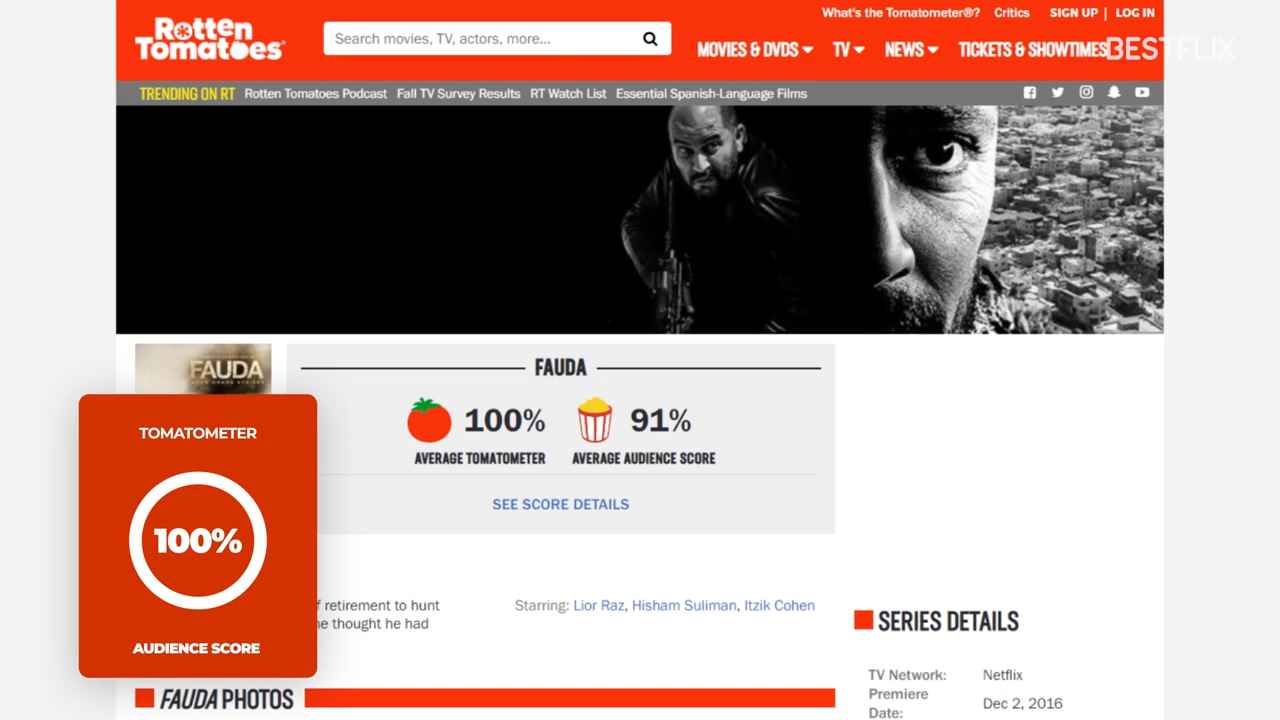 What's the Tomatometer®? Critics SIGN UP | LOG IN
Rotten
Tomatoes
Search movies, TV, actors, more...
MOVIES & DVDS TV NEWS TICKETS & SHOWTIMES
BESTFLIX
TRENDING ON RT Rotten Tomatoes Podcast Fall TV Survey Results RT Watch List Essential Spanish-Language Films
FAUDA
FAUDA
100% 91%
AVERAGE TOMATOMETER AVERAGE AUDIENCE SCORE
SEE SCORE DETAILS
TOMATOMETER
100%
AUDIENCE SCORE
f retirement to hunt
ne thought he had
Starring: Lior Raz, Hisham Suliman, Itzik Cohen
SERIES DETAILS
TV Network: Netflix
Premiere
Date: Dec 2, 2016
FAUDA PHOTOS